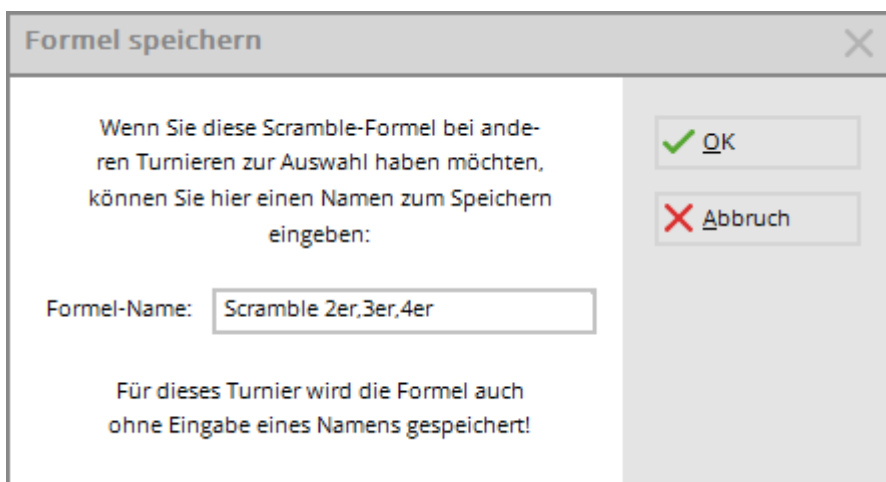 Formel speichern
Wenn Sie diese Scramble-Formel bei ande-
ren Turnieren zur Auswahl haben möchten,
können Sie hier einen Namen zum Speichern
eingeben:
OK
Abbruch
Formel-Name: Scramble 2er,3er,4er
Für dieses Turnier wird die Formel auch
ohne Eingabe eines Namens gespeichert!